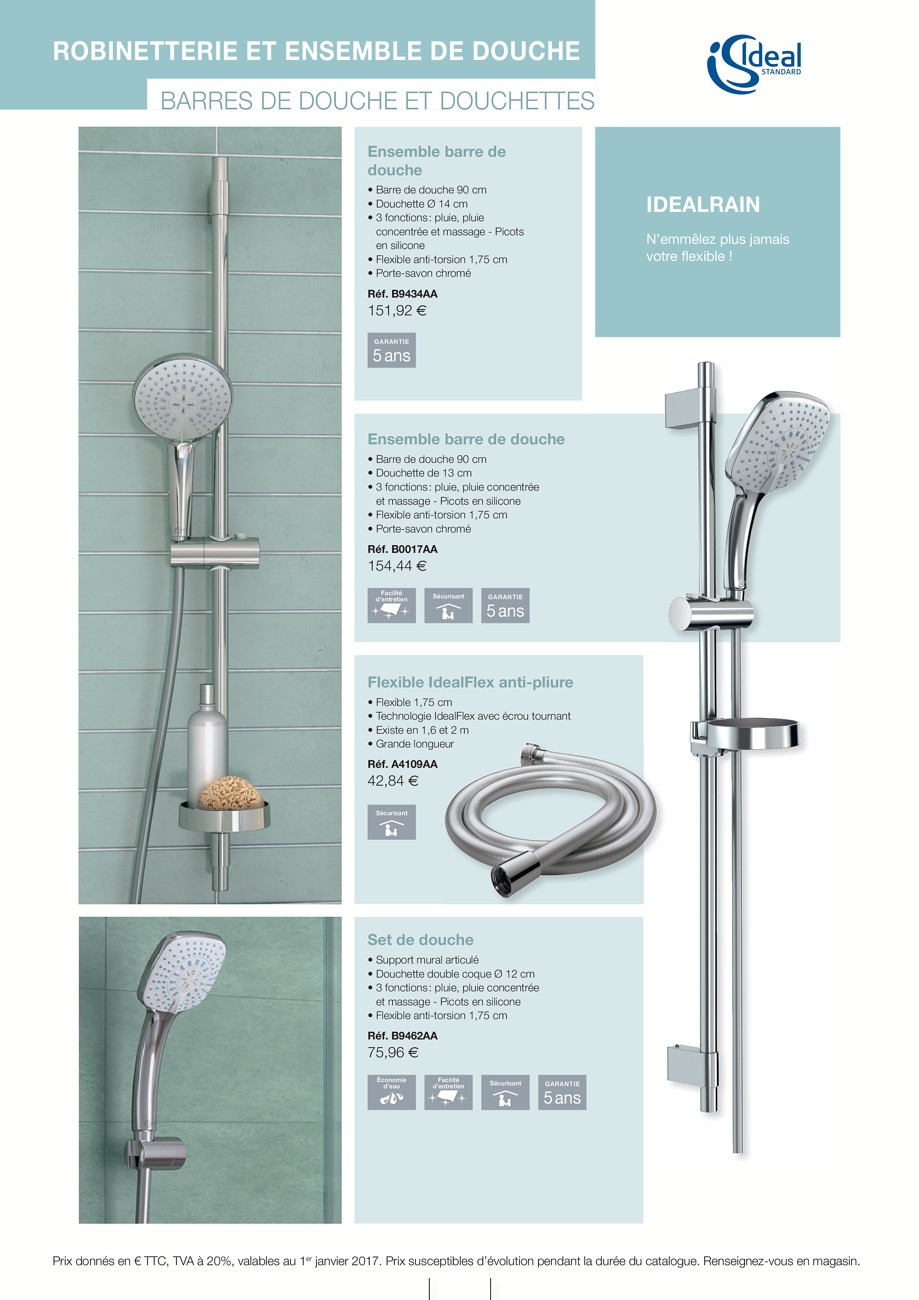 ROBINETTERIE ET ENSEMBLE DE DOUCHE
BARRES DE DOUCHE ET DOUCHETTES
Ideal
STANDARD
Ensemble barre de
douche
• Barre de douche 90 cm
• Douchette Ø 14 cm
• 3 fonctions : pluie, pluie
concentrée et massage - Picots
en silicone
• Flexible anti-torsion 1,75 cm
• Porte-savon chromé
Réf. B9434AA
151,92 €
GARANTIE
5 ans
IDEALRAIN
N'emmêlez plus jamais
votre flexible !
Ensemble barre de douche
• Barre de douche 90 cm
• Douchette de 13 cm
• 3 fonctions : pluie, pluie concentrée
et massage - Picots en silicone
• Flexible anti-torsion 1,75 cm
• Porte-savon chromé
Réf. B0017AA
154,44 €
Facilité
d'entretien
Sécurisant
GARANTIE
5 ans
Flexible IdealFlex anti-pliure
• Flexible 1,75 cm
• Technologie IdealFlex avec écrou tournant
• Existe en 1,6 et 2 m
• Grande longueur
Réf. A4109AA
42,84 €
Sécurisant
Set de douche
• Support mural articulé
• Douchette double coque Ø 12 cm
• 3 fonctions : pluie, pluie concentrée
et massage - Picots en silicone
• Flexible anti-torsion 1,75 cm
Réf. B9462AA
75,96 €
Économie
d'eau
Facilité
d'entretien
Sécurisant
GARANTIE
5 ans
Prix donnés en € TTC, TVA à 20%, valables au 1er janvier 2017. Prix susceptibles d'évolution pendant la durée du catalogue. Renseignez-vous en magasin.